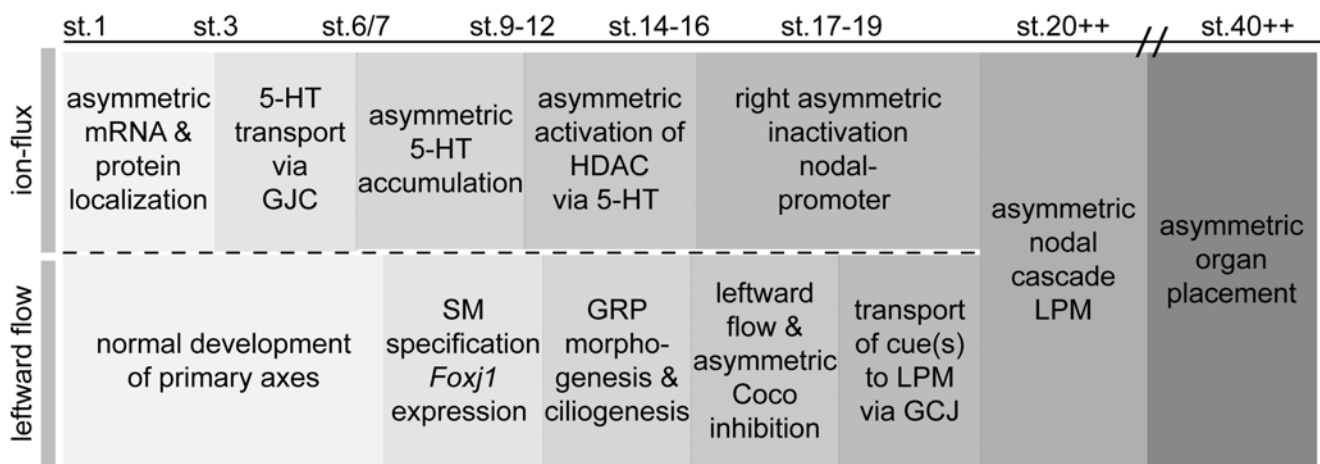 st.1 st.3 st.6/7 st.9-12 st.14-16 st.17-19 st.20++ st.40++
ion-flux
asymmetric
mRNA &
protein
localization
5-HT
transport
via
GJC
asymmetric
5-HT
accumulation
asymmetric
activation of
HDAC
via 5-HT
right asymmetric
inactivation
nodal-
promoter
asymmetric
nodal
cascade
LPM
asymmetric
organ
placement
leftward flow
normal development
of primary axes
SM
specification
Foxj1
expression
GRP
morpho-
genesis &
ciliogenesis
leftward
flow &
asymmetric
Coco
inhibition
transport
of cue(s)
to LPM
via GCJ